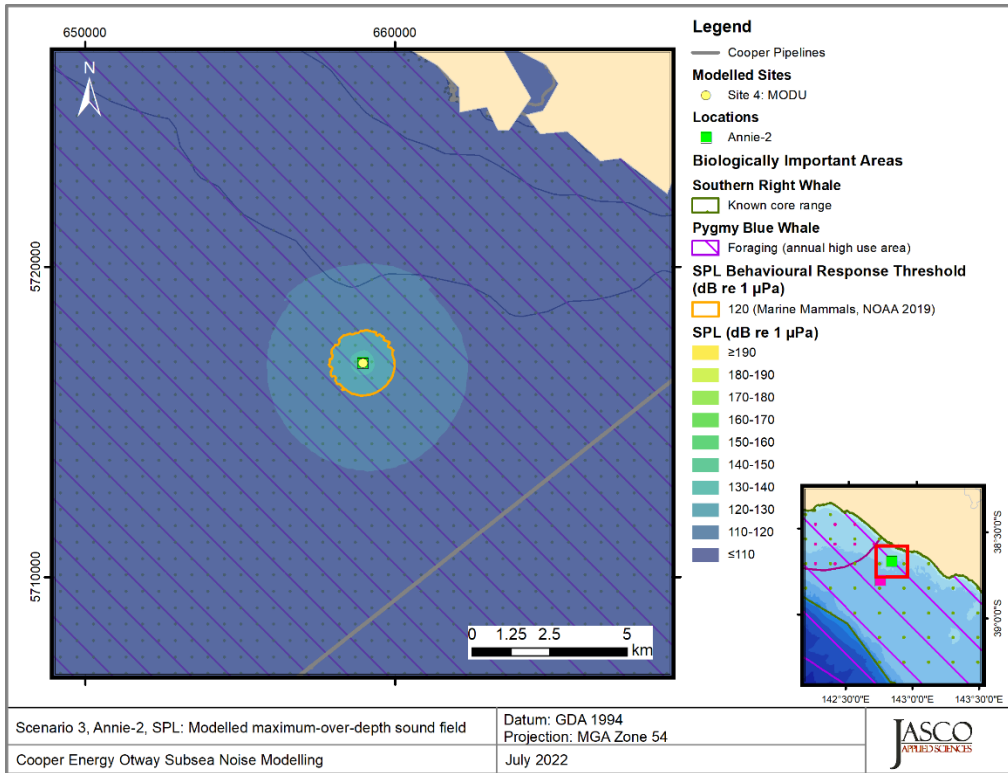 650000
660000
N
5720000
5710000
0 1.25 2.5 5
km
Legend
Cooper Pipelines
Modelled Sites
Site 4: MODU
Locations
Annie-2
Biologically Important Areas
Southern Right Whale
Known core range
Pygmy Blue Whale
Foraging (annual high use area)
SPL Behavioural Response Threshold
(dB re 1 µPa)
120 (Marine Mammals, NOAA 2019)
SPL (dB re 1 µPa)
≥190
180-190
170-180
160-170
150-160
140-150
130-140
120-130
110-120
≤110
38°30'0"S
39°0'0"S
142°30'0"E 143°0'0"E 143°30'0"E
Scenario 3, Annie-2, SPL: Modelled maximum-over-depth sound field
Cooper Energy Otway Subsea Noise Modelling
Datum: GDA 1994
Projection: MGA Zone 54
July 2022
JASCO
APPLIED SCIENCES